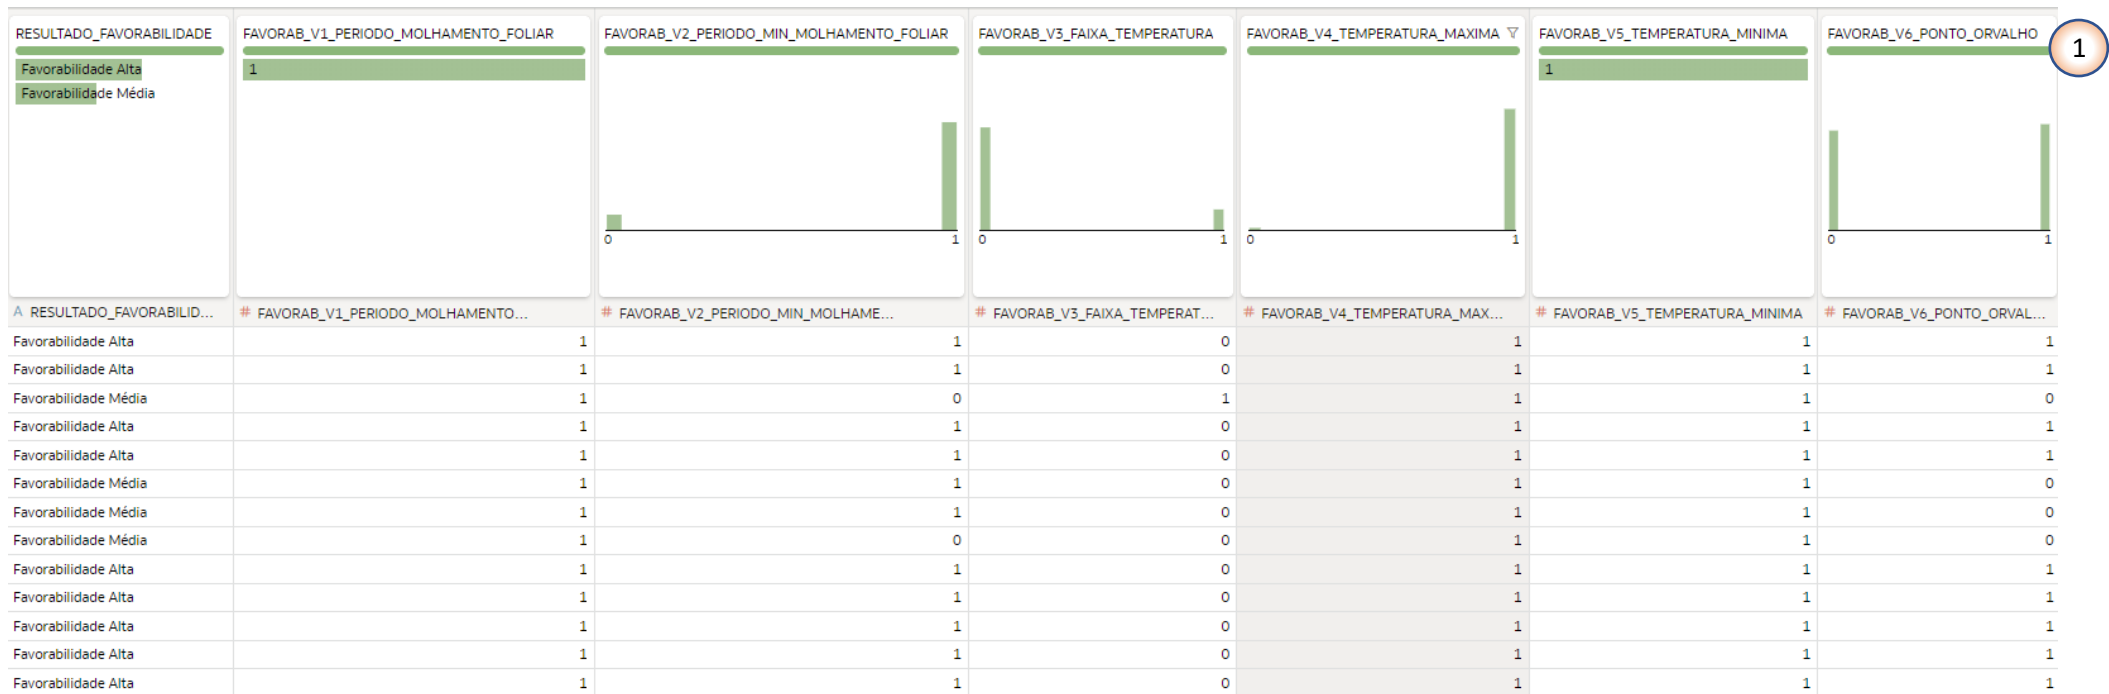 RESULTADO_FAVORABILIDADE FAVORAB_V1_PERIODO_MOLHAMENTO_FOLIAR FAVORAB_V2_PERIODO_MIN_MOLHAMENTO_FOLIAR FAVORAB_V3_FAIXA_TEMPERATURA FAVORAB_V4_TEMPERATURA_MAXIMA FAVORAB_V5_TEMPERATURA_MINIMA FAVORAB_V6_PONTO_ORVALHO 1
Favorabilidade Alta 1 1
Favorabilidade Média
0 1 0 1 0 1 0 1
A RESULTADO_FAVORABILID... # FAVORAB_V1_PERIODO_MOLHAMENTO... # FAVORAB_V2_PERIODO_MIN_MOLHAME... # FAVORAB_V3_FAIXA_TEMPERAT... # FAVORAB_V4_TEMPERATURA_MAX... # FAVORAB_V5_TEMPERATURA_MINIMA # FAVORAB_V6_PONTO_ORVAL...
Favorabilidade Alta 1 1 0 1 1 1
Favorabilidade Alta 1 1 0 1 1 1
Favorabilidade Média 1 0 1 1 1 0
Favorabilidade Alta 1 1 0 1 1 1
Favorabilidade Alta 1 1 0 1 1 1
Favorabilidade Média 1 1 0 1 1 0
Favorabilidade Média 1 1 0 1 1 0
Favorabilidade Média 1 0 0 1 1 0
Favorabilidade Alta 1 1 0 1 1 1
Favorabilidade Alta 1 1 0 1 1 1
Favorabilidade Alta 1 1 0 1 1 1
Favorabilidade Alta 1 1 0 1 1 1
Favorabilidade Alta 1 1 0 1 1 1